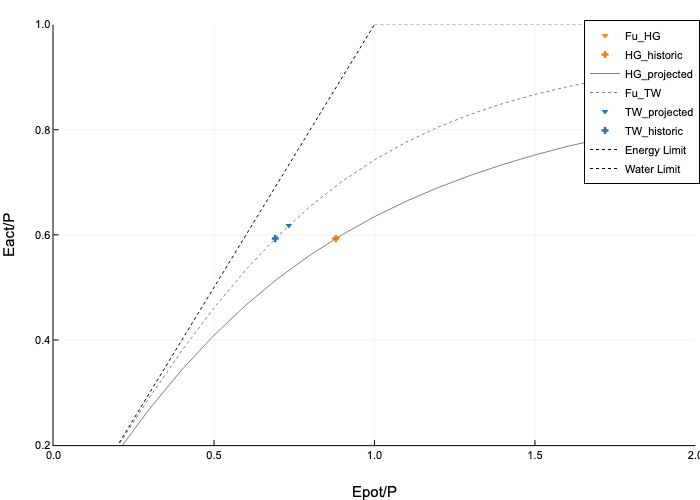 1.0
0.8
0.6
0.4
0.2
Eact/P
0.0
0.5
1.0
1.5
2.0
Epot/P
Fu_HG
HG_historic
HG_projected
Fu_TW
TW_projected
TW_historic
Energy Limit
Water Limit